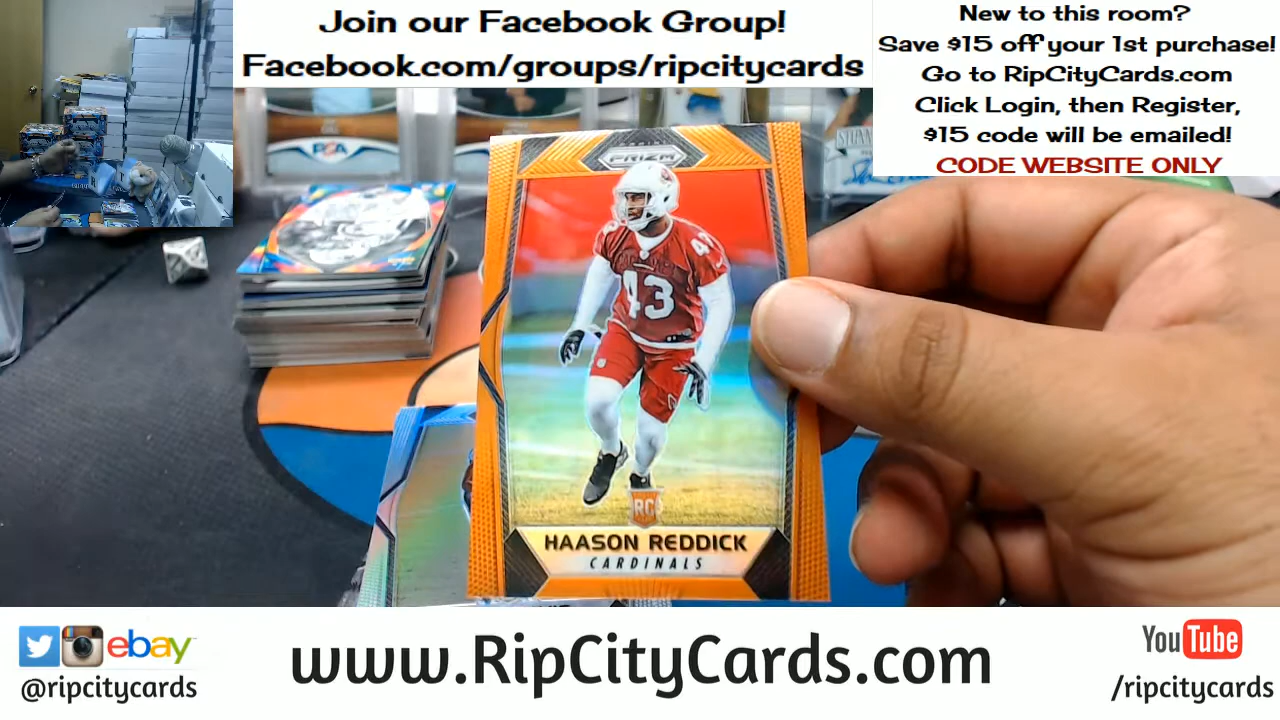 Join our Facebook Group!
Facebook.com/groups/ripcitycards
New to this room?
Save $15 off your 1st purchase!
Go to RipCityCards.com
Click Login, then Register,
$15 code will be emailed!
CODE WEBSITE ONLY
PSA
PRIZM
43
RC
HAASON REDDICK
CARDINALS
ebay
@ripcitycards
www.RipCityCards.com
YouTube
/ripcitycards